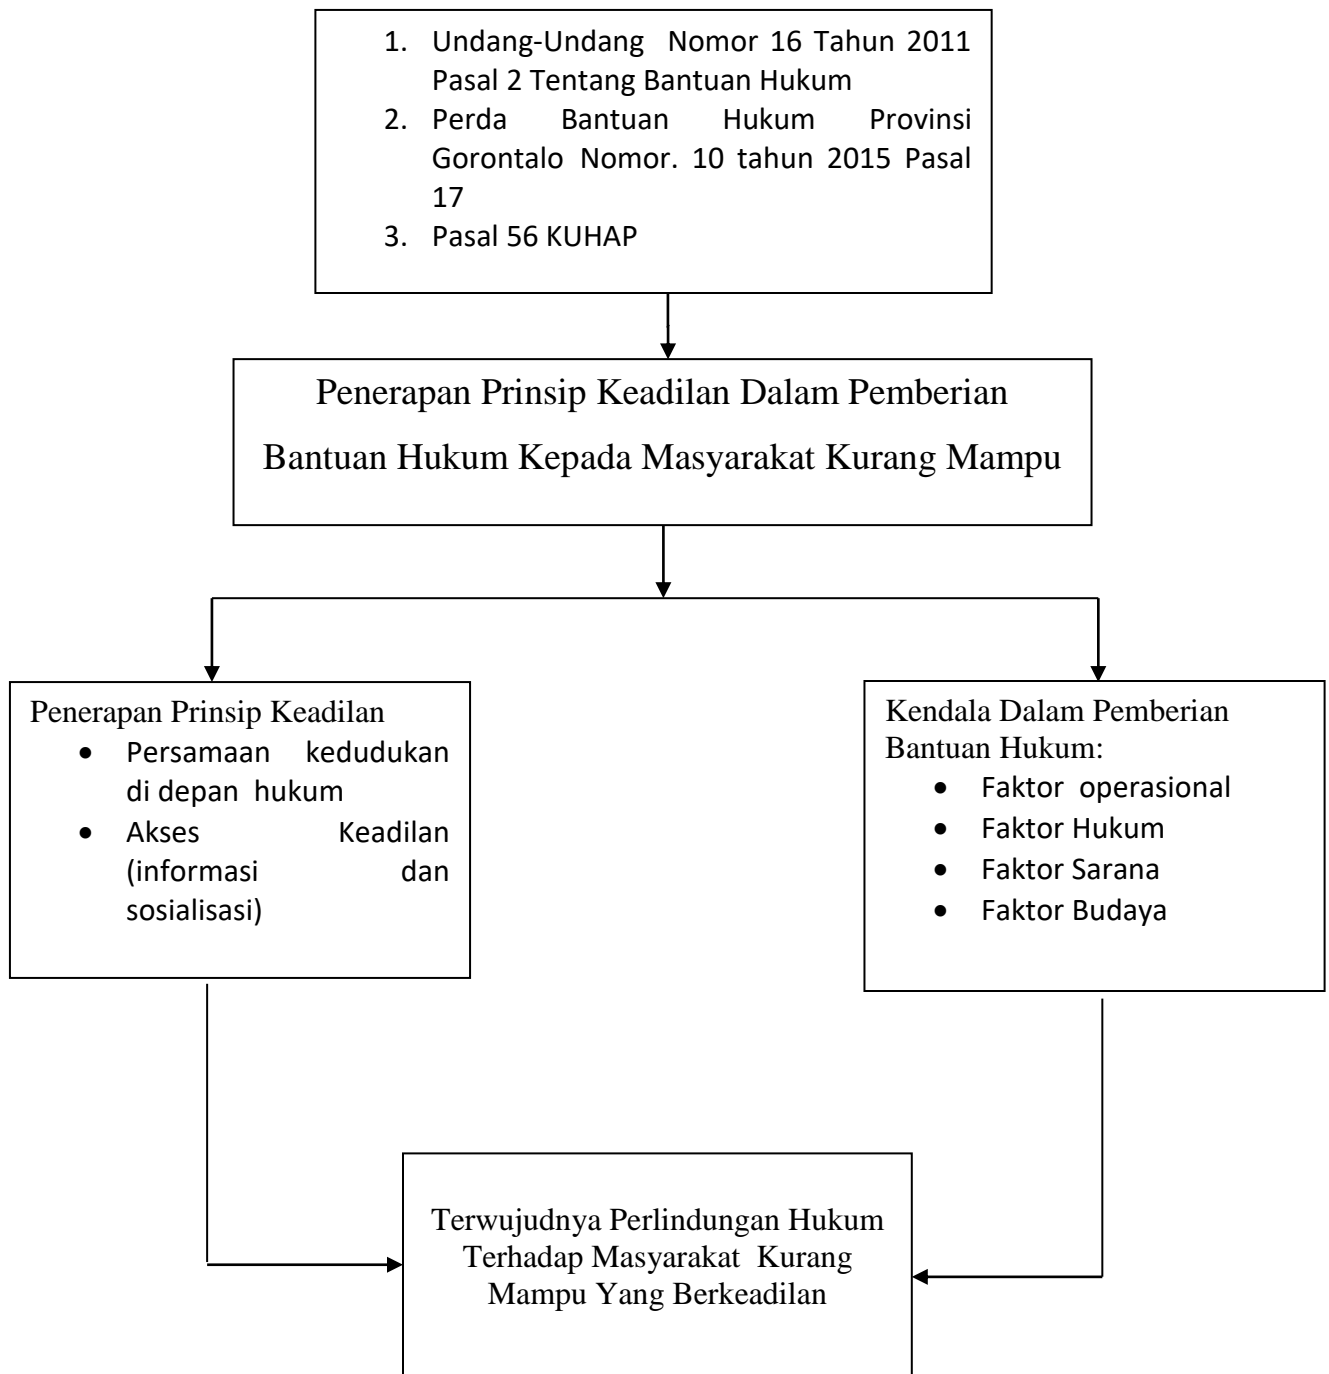 1. Undang-Undang Nomor 16 Tahun 2011
Pasal 2 Tentang Bantuan Hukum
2. Perda Bantuan Hukum Provinsi
Gorontalo Nomor. 10 tahun 2015 Pasal
17
3. Pasal 56 KUHAP
Penerapan Prinsip Keadilan Dalam Pemberian
Bantuan Hukum Kepada Masyarakat Kurang Mampu
Penerapan Prinsip Keadilan
• Persamaan kedudukan
di depan hukum
• Akses Keadilan
(informasi dan
sosialisasi)
Kendala Dalam Pemberian
Bantuan Hukum:
• Faktor operasional
• Faktor Hukum
• Faktor Sarana
• Faktor Budaya
Terwujudnya Perlindungan Hukum
Terhadap Masyarakat Kurang
Mampu Yang Berkeadilan